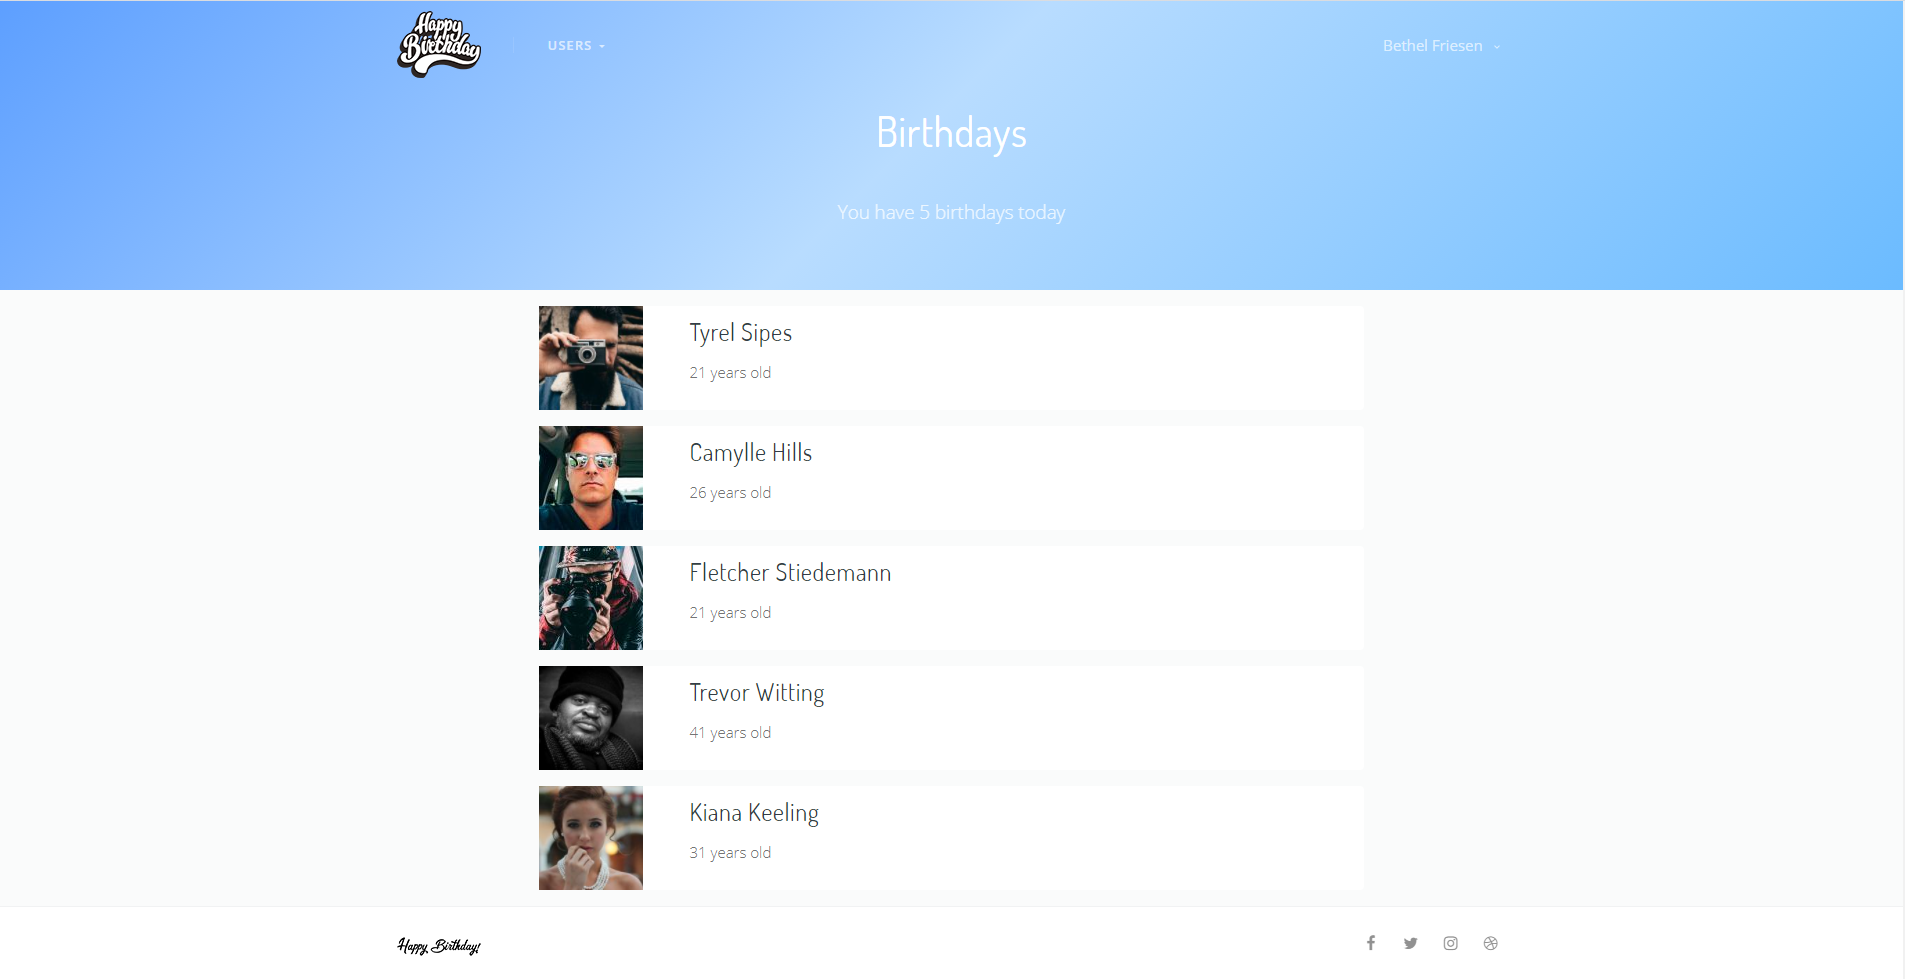 Happy
Birthday
USERS
Bethel Friesen
Birthdays
You have 5 birthdays today
Tyrel Sipes
21 years old
Camylle Hills
26 years old
Fletcher Stiedemann
21 years old
Trevor Witting
41 years old
Kiana Keeling
31 years old
Happy Birthday!